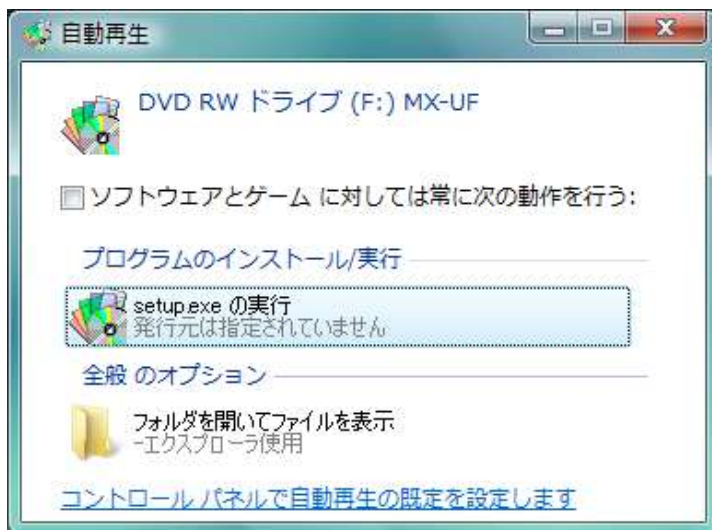 自動再生
DVD RW ドライブ (F:) MX-UF
ソフトウェアとゲーム に対しては常に次の動作を行う:
プログラムのインストール/実行
setup.exe の実行
発行元は指定されていません
全般 のオプション
フォルダを開いてファイルを表示
-エクスプローラ使用
コントロール パネルで自動再生の既定を設定します